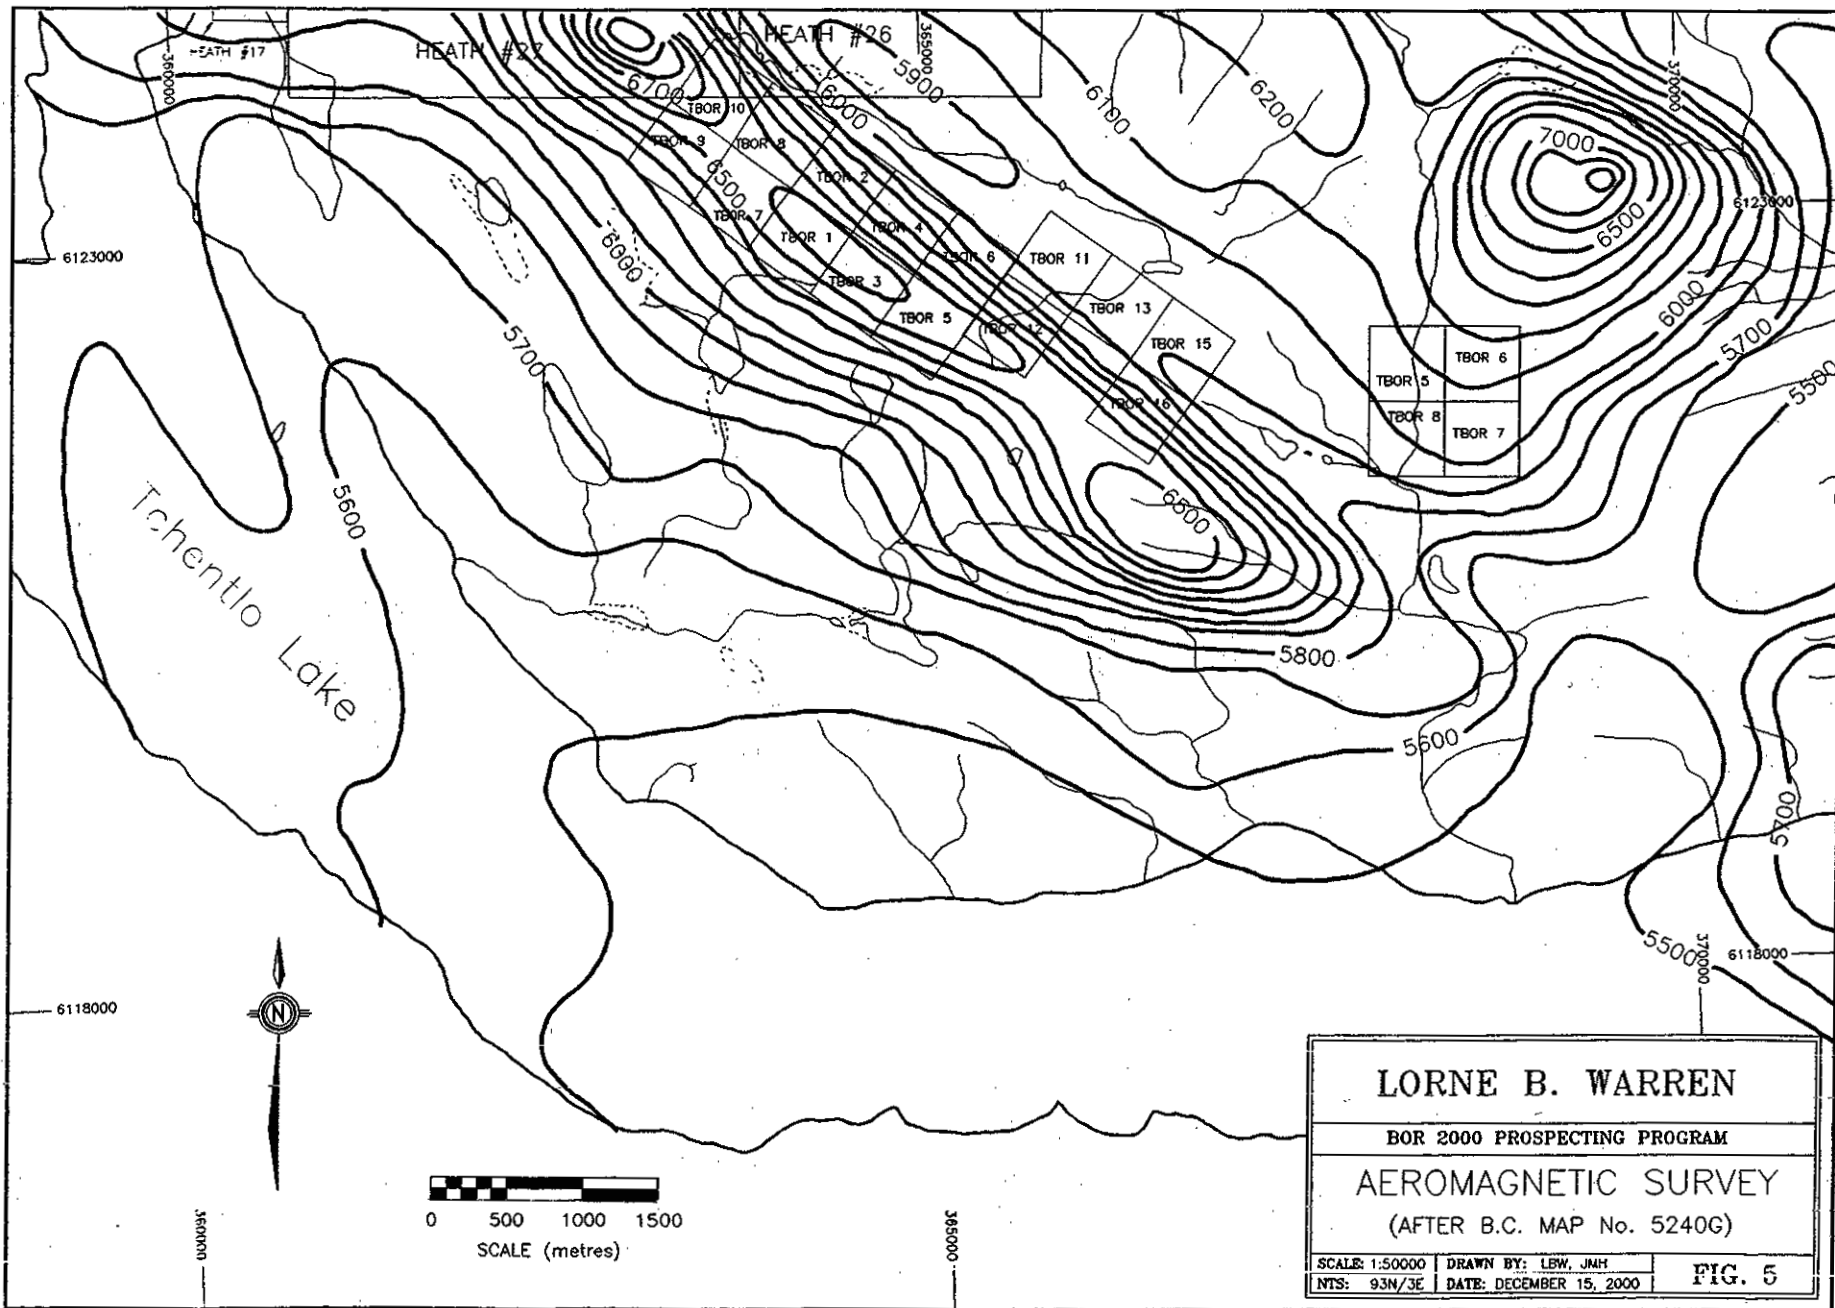 HEATH #17
HEATH #27
HEATH #26
360000
365000
370000
5900
6000
6100
6200
6700
7000
TBOR 10
TBOR 9
TBOR 8
TBOR 2
6500
TBOR 7
TBOR 1
TBOR 4
TBOR 3
TBOR 6
TBOR 5
TBOR 11
TBOR 12
TBOR 13
TBOR 15
TBOR 16
6123000
6123000
6000
5700
6500
6000
5700
5500
TBOR 5
TBOR 6
TBOR 8
TBOR 7
5600
6500
5800
5600
5700
5500
Tchentlo Lake
6118000
6118000
370000
N
360000
365000
0 500 1000 1500
SCALE (metres)
LORNE B. WARREN
BOR 2000 PROSPECTING PROGRAM
AEROMAGNETIC SURVEY
(AFTER B.C. MAP No. 5240G)
SCALE: 1:50000 DRAWN BY: LBW, JMH
NTS: 93N/3E DATE: DECEMBER 15, 2000
FIG. 5